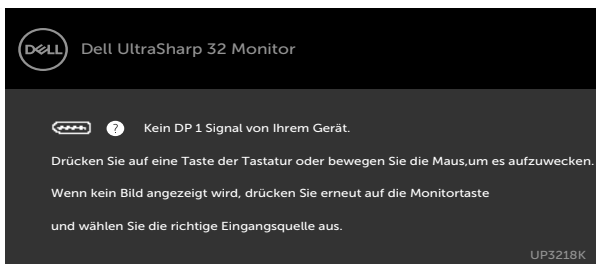 DELL Dell UltraSharp 32 Monitor
? Kein DP 1 Signal von Ihrem Gerät.
Drücken Sie auf eine Taste der Tastatur oder bewegen Sie die Maus,um es aufzuwecken.
Wenn kein Bild angezeigt wird, drücken Sie erneut auf die Monitortaste
und wählen Sie die richtige Eingangsquelle aus.
UP3218K